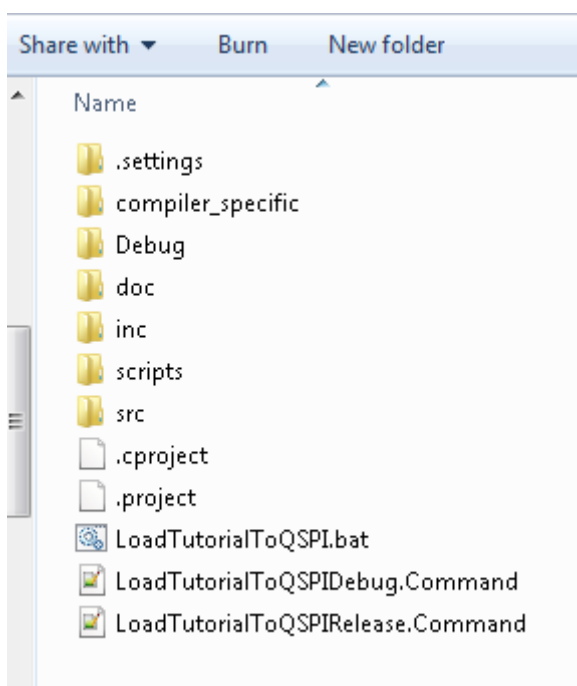 Share with Burn New folder
Name
.settings
compiler_specific
Debug
doc
inc
scripts
src
.cproject
.project
LoadTutorialToQSPI.bat
LoadTutorialToQSPIDebug.Command
LoadTutorialToQSPIRelease.Command